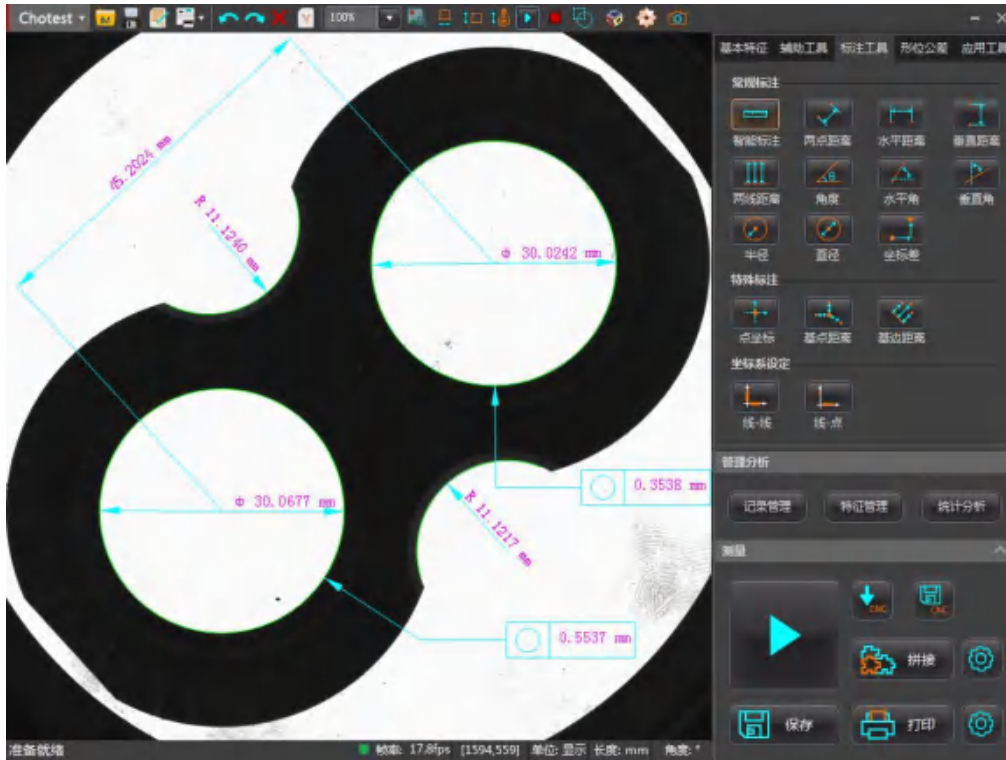 Chotest
100%
基本特征 辅助工具 标注工具 形位公差 应用工具
常规标注
智能标注 两点距离 水平距离 垂直距离
两线距离 角度 水平角 垂直角
半径 直径 坐标差
特殊标注
点坐标 基点距离 基边距离
坐标系设定
线-线 线-点
管理分析
记录管理 特征管理 统计分析
测量
CNC CNC
拼接
保存 打印
45.2024 mm
R 11.1240 mm
Φ 30.0242 mm
0.3538 mm
Φ 30.0677 mm
R 11.1217 mm
0.5537 mm
准备就绪 帧率: 17.8fps [1594,559] 单位: 显示 长度: mm 角度: °